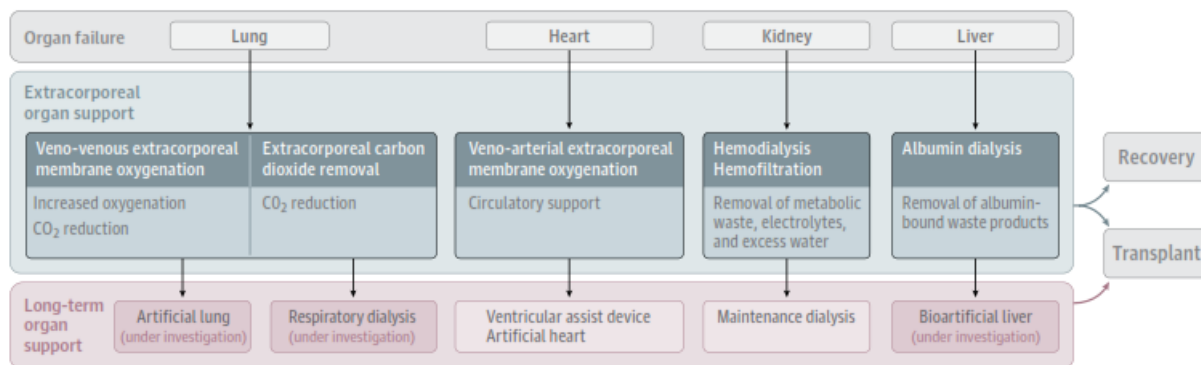 Organ failure
Lung
Heart
Kidney
Liver
Extracorporeal
organ support
Veno-venous extracorporeal
membrane oxygenation
Increased oxygenation
CO₂ reduction
Extracorporeal carbon
dioxide removal
CO₂ reduction
Veno-arterial extracorporeal
membrane oxygenation
Circulatory support
Hemodialysis
Hemofiltration
Removal of metabolic
waste, electrolytes,
and excess water
Albumin dialysis
Removal of albumin-
bound waste products
Recovery
Transplant
Long-term
organ
support
Artificial lung
(under investigation)
Respiratory dialysis
(under investigation)
Ventricular assist device
Artificial heart
Maintenance dialysis
Bioartificial liver
(under investigation)